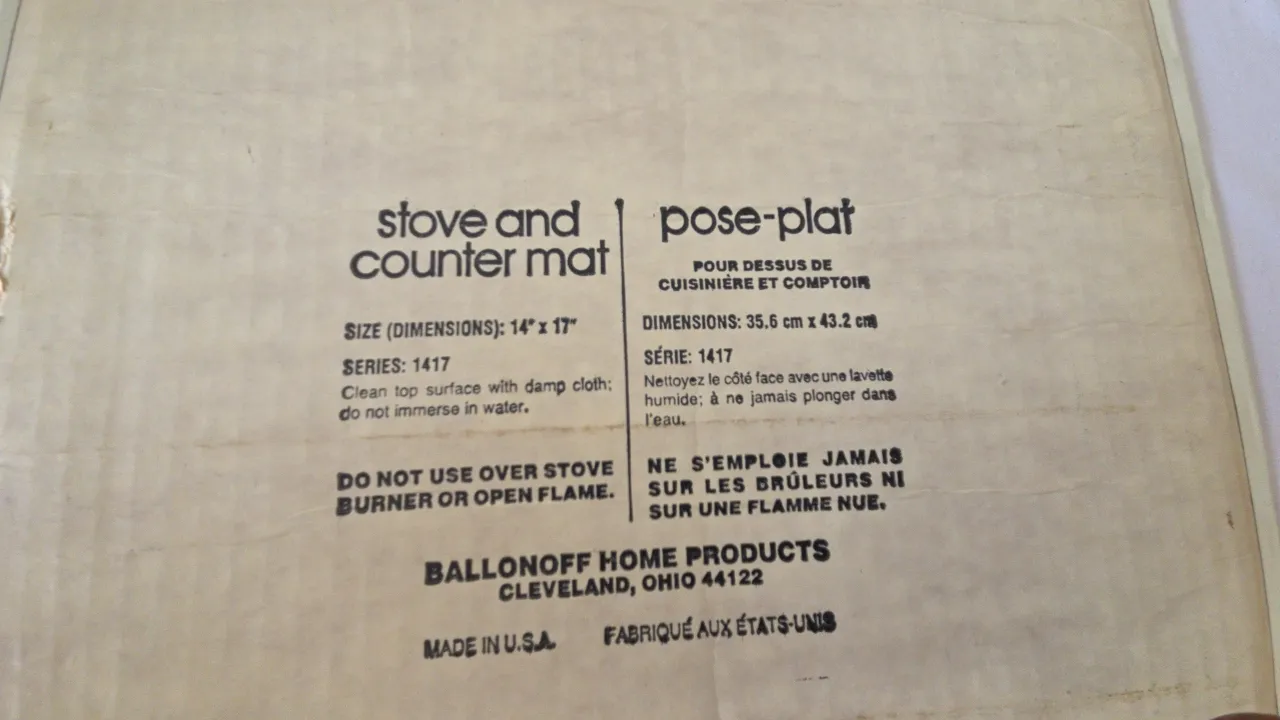 stove and
counter mat
SIZE (DIMENSIONS): 14" x 17"
SERIES: 1417
Clean top surface with damp cloth;
do not immerse in water.
DO NOT USE OVER STOVE
BURNER OR OPEN FLAME.
pose-plat
POUR DESSUS DE
CUISINIÈRE ET COMPTOIR
DIMENSIONS: 35.6 cm x 43.2 cm
SÉRIE: 1417
Nettoyez le côté face avec une lavette
humide; à ne jamais plonger dans
l'eau.
NE S'EMPLOIE JAMAIS
SUR LES BRÛLEURS NI
SUR UNE FLAMME NUE.
BALLONOFF HOME PRODUCTS
CLEVELAND, OHIO 44122
MADE IN U.S.A. FABRIQUÉ AUX ÉTATS-UNIS